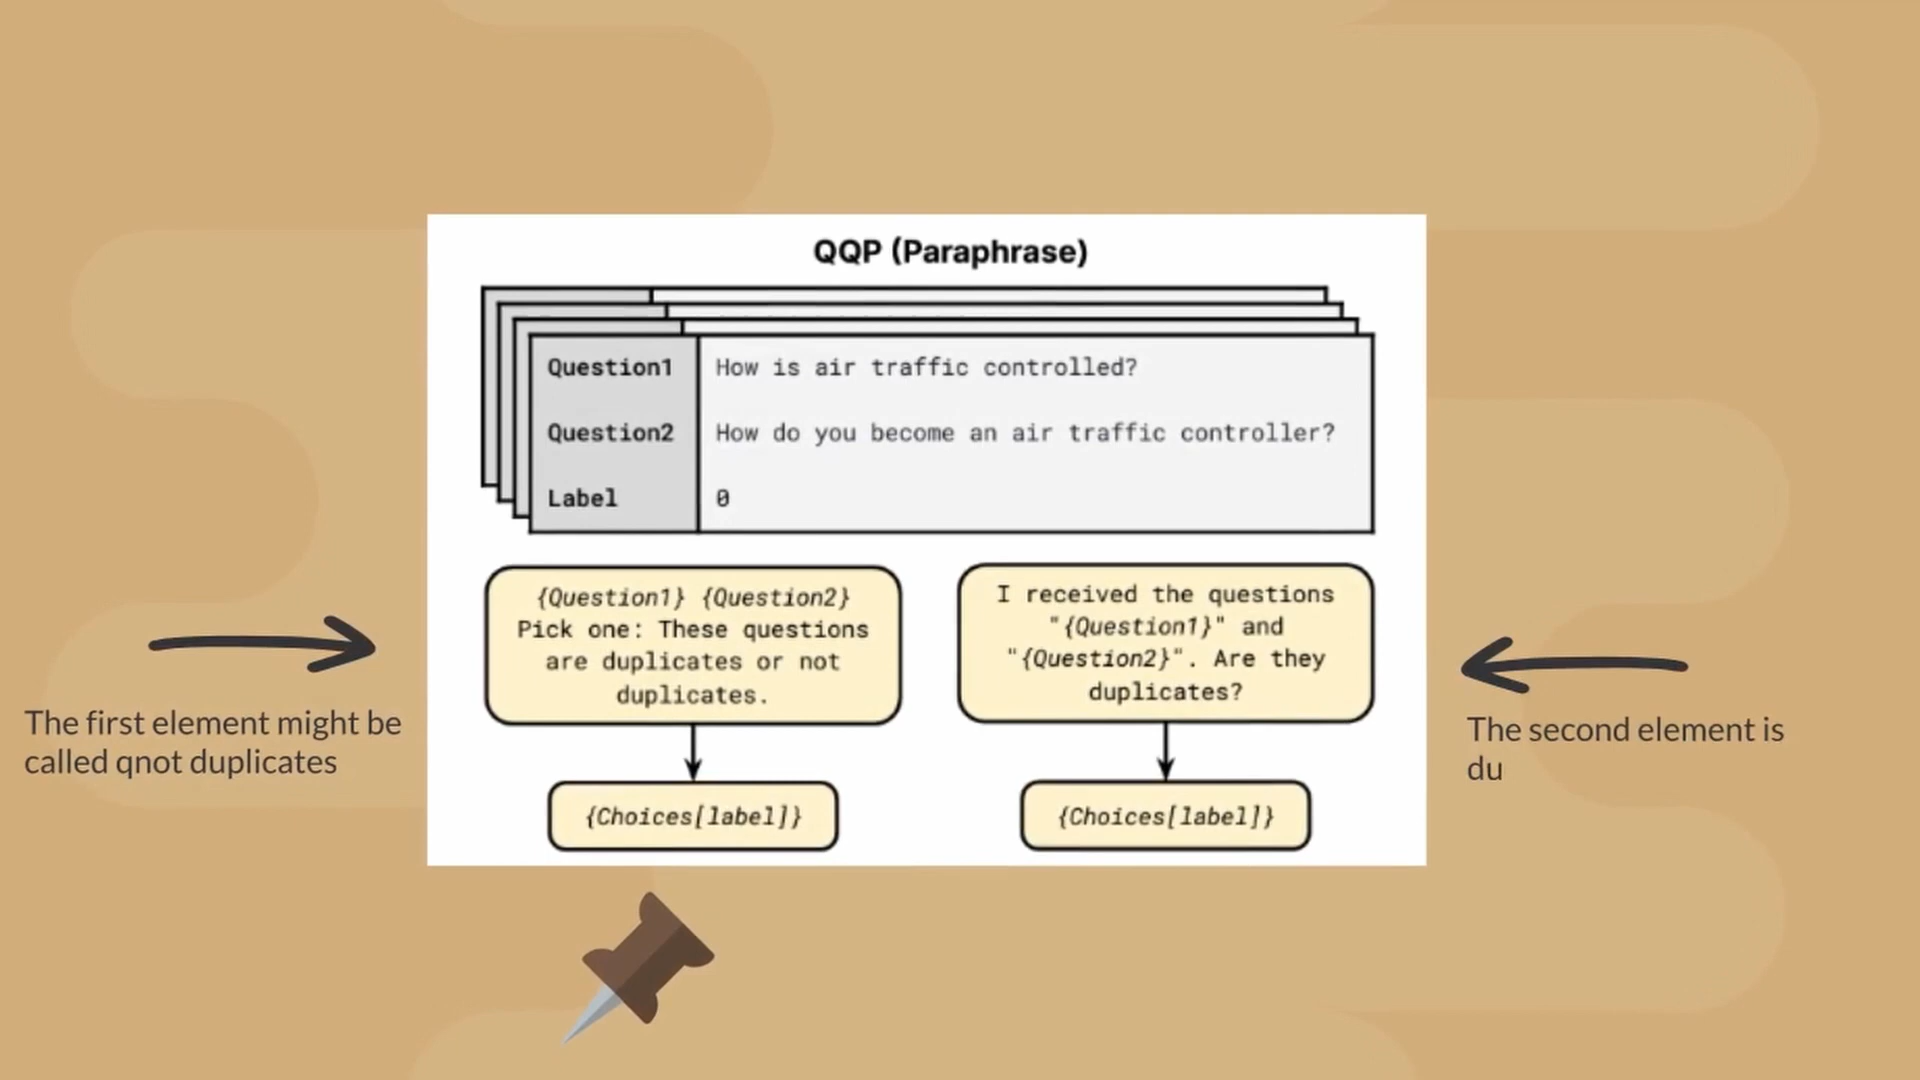 QQP (Paraphrase)
Question1 How is air traffic controlled?
Question2 How do you become an air traffic controller?
Label 0
{Question1} {Question2}
Pick one: These questions
are duplicates or not
duplicates.
{Choices[label]}
I received the questions
"{Question1}" and
"{Question2}". Are they
duplicates?
{Choices[label]}
The first element might be
called qnot duplicates
The second element is
du